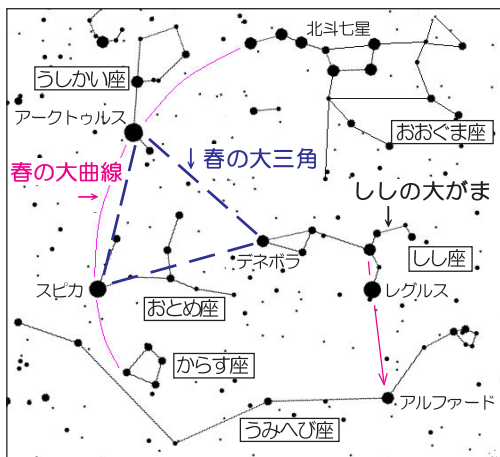 北斗七星
うしかい座
アークトゥルス
おおぐま座
春の大曲線
→
春の大三角
↓
ししの大がま
↓
デネボラ
しし座
スピカ
おとめ座
レグルス
からす座
アルファード
うみへび座